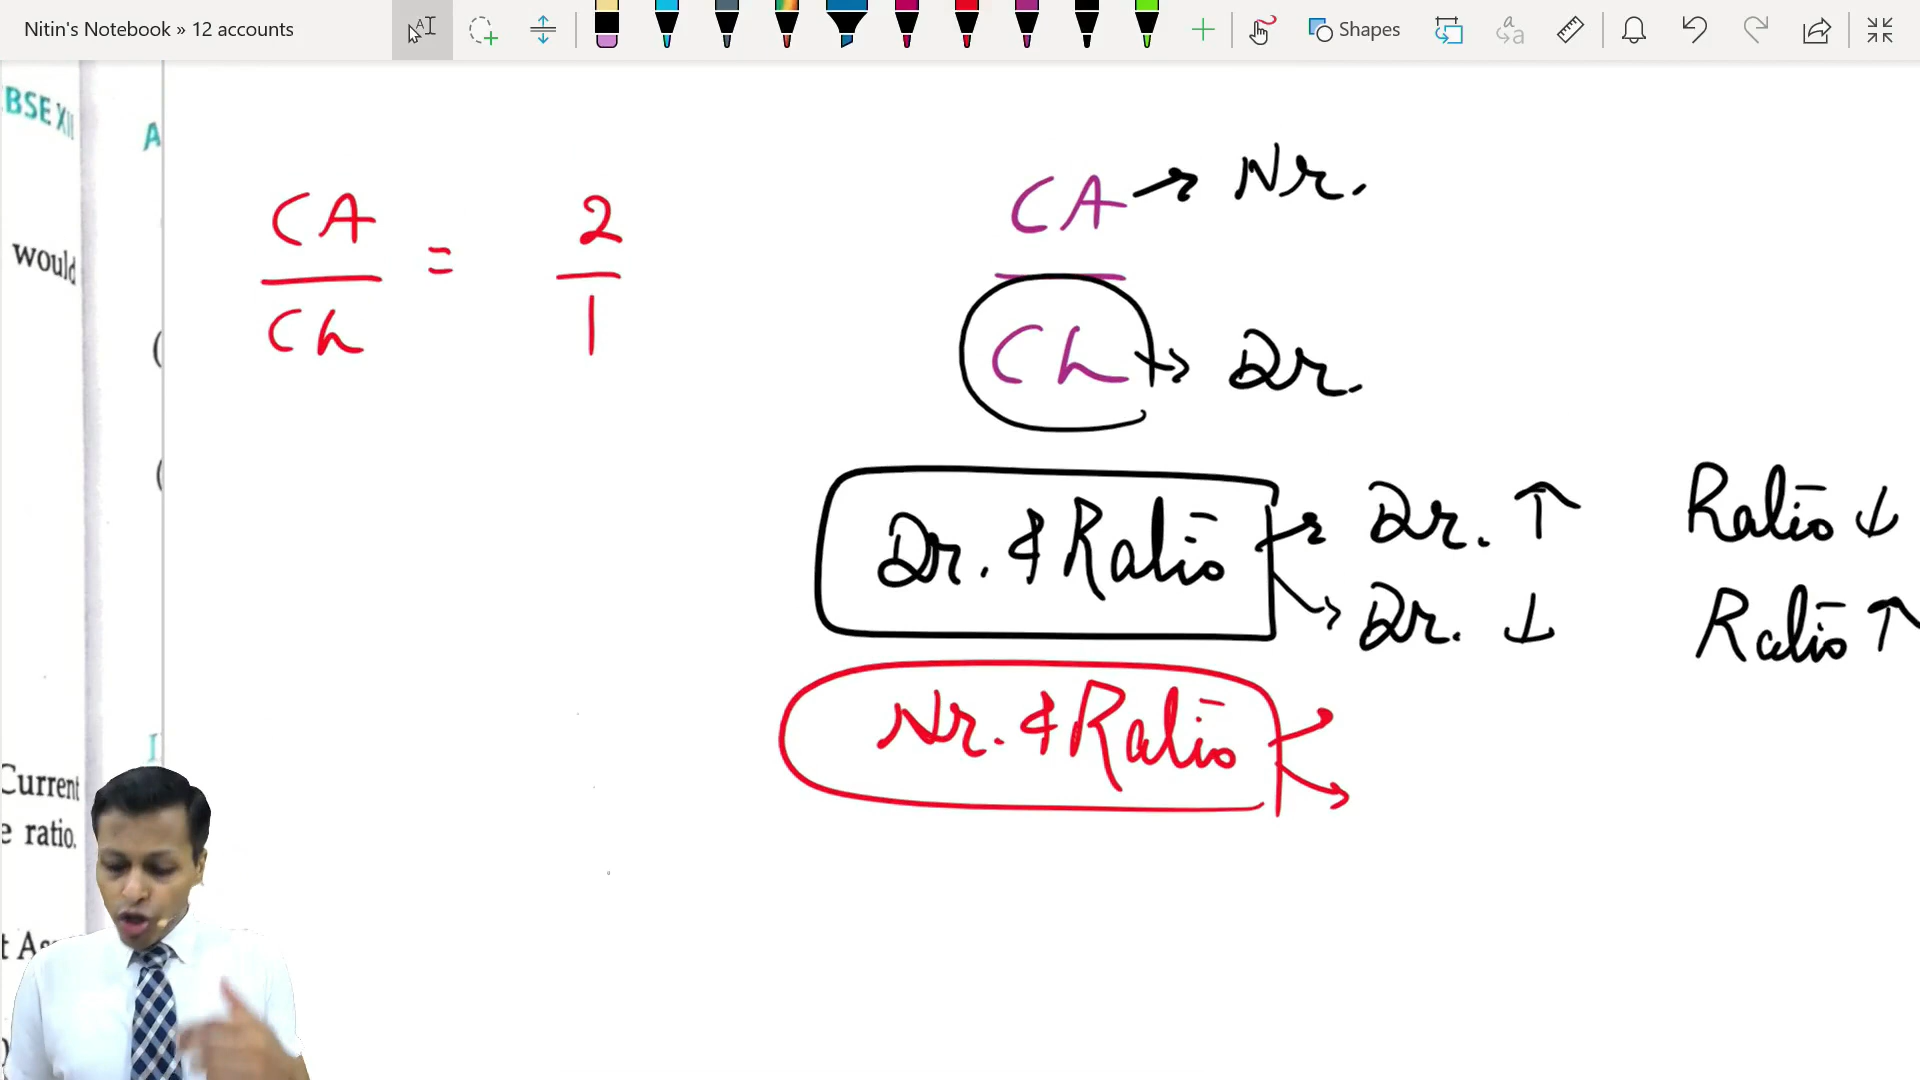 Nitin's Notebook » 12 accounts
Shapes
BSE XII
A
would
CA
CL
=
2
1
CA → Nr.
CL → Dr.
Dr. & Ratio → Dr. ↑ Ratio ↓
→ Dr. ↓ Ratio ↑
Nr. & Ratio
Current
e ratio.